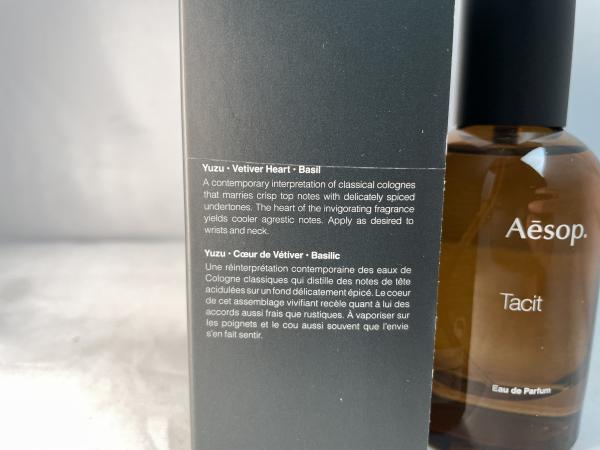 Yuzu · Vetiver Heart · Basil
A contemporary interpretation of classical colognes
that marries crisp top notes with delicately spiced
undertones. The heart of the invigorating fragrance
yields cooler agrestic notes. Apply as desired to
wrists and neck.
Yuzu · Cœur de Vétiver · Basilic
Une réinterprétation contemporaine des eaux de
Cologne classiques qui distille des notes de tête
acidulées sur un fond délicatement épicé. Le coeur
de cet assemblage vivifiant recèle quant à lui des
accords aussi frais que rustiques. À vaporiser sur
les poignets et le cou aussi souvent que l'envie
s'en fait sentir.
Aēsop.
Tacit
Eau de Parfum